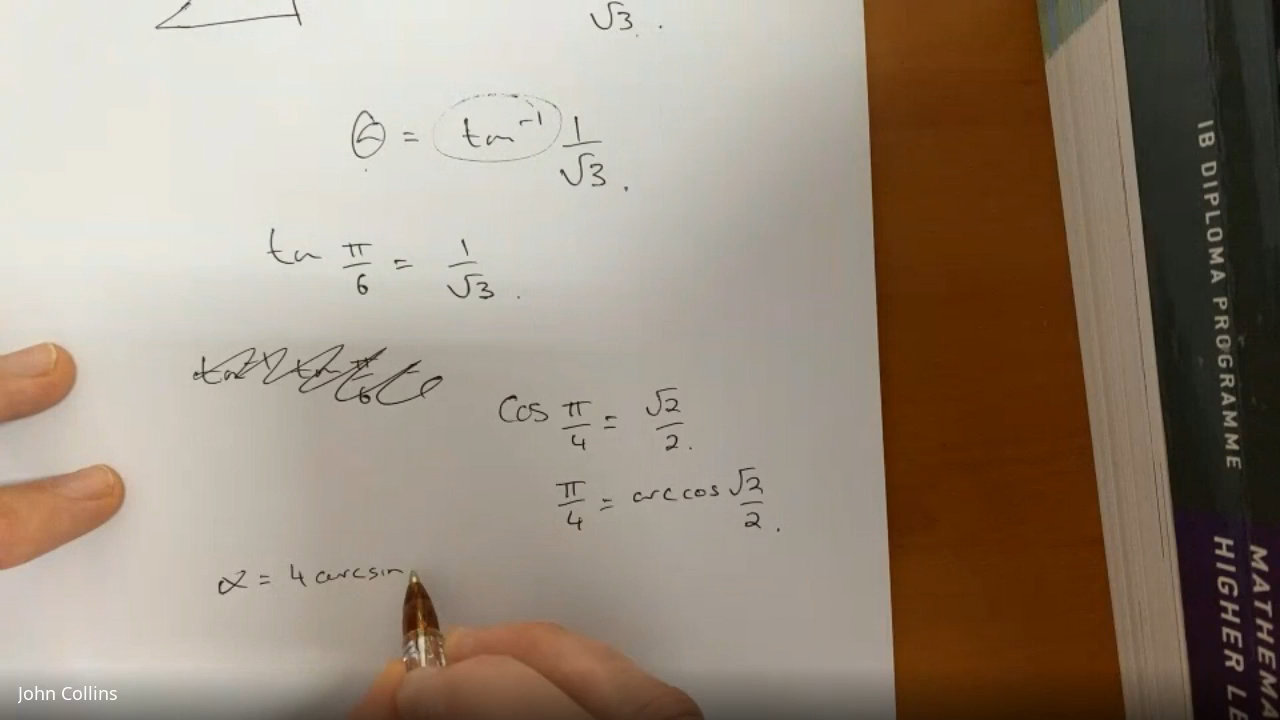 √3.
θ = tan⁻¹ 1/√3.
tan π/6 = 1/√3.
cos π/4 = √2/2.
π/4 = arccos √2/2.
α = 4 arcsin
IB DIPLOMA PROGRAMME
MATHEMA
HIGHER LE
John Collins